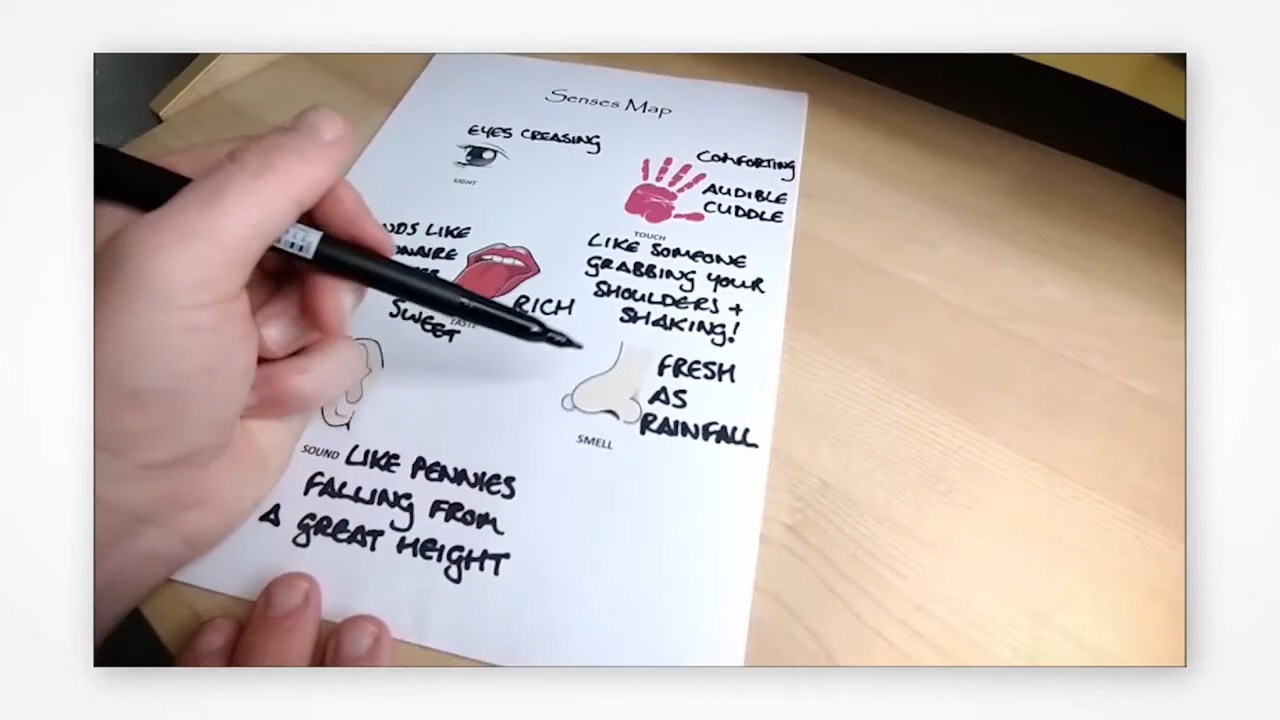 Senses Map
EYES CREASING
SIGHT
COMFORTING
AUDIBLE
CUDDLE
TOUCH
LIKE SOMEONE
GRABBING YOUR
SHOULDERS +
SHAKING!
LIKE
RICH
SWEET
TASTE
FRESH
AS
RAINFALL
SMELL
SOUND
LIKE PENNIES
FALLING FROM
A GREAT HEIGHT